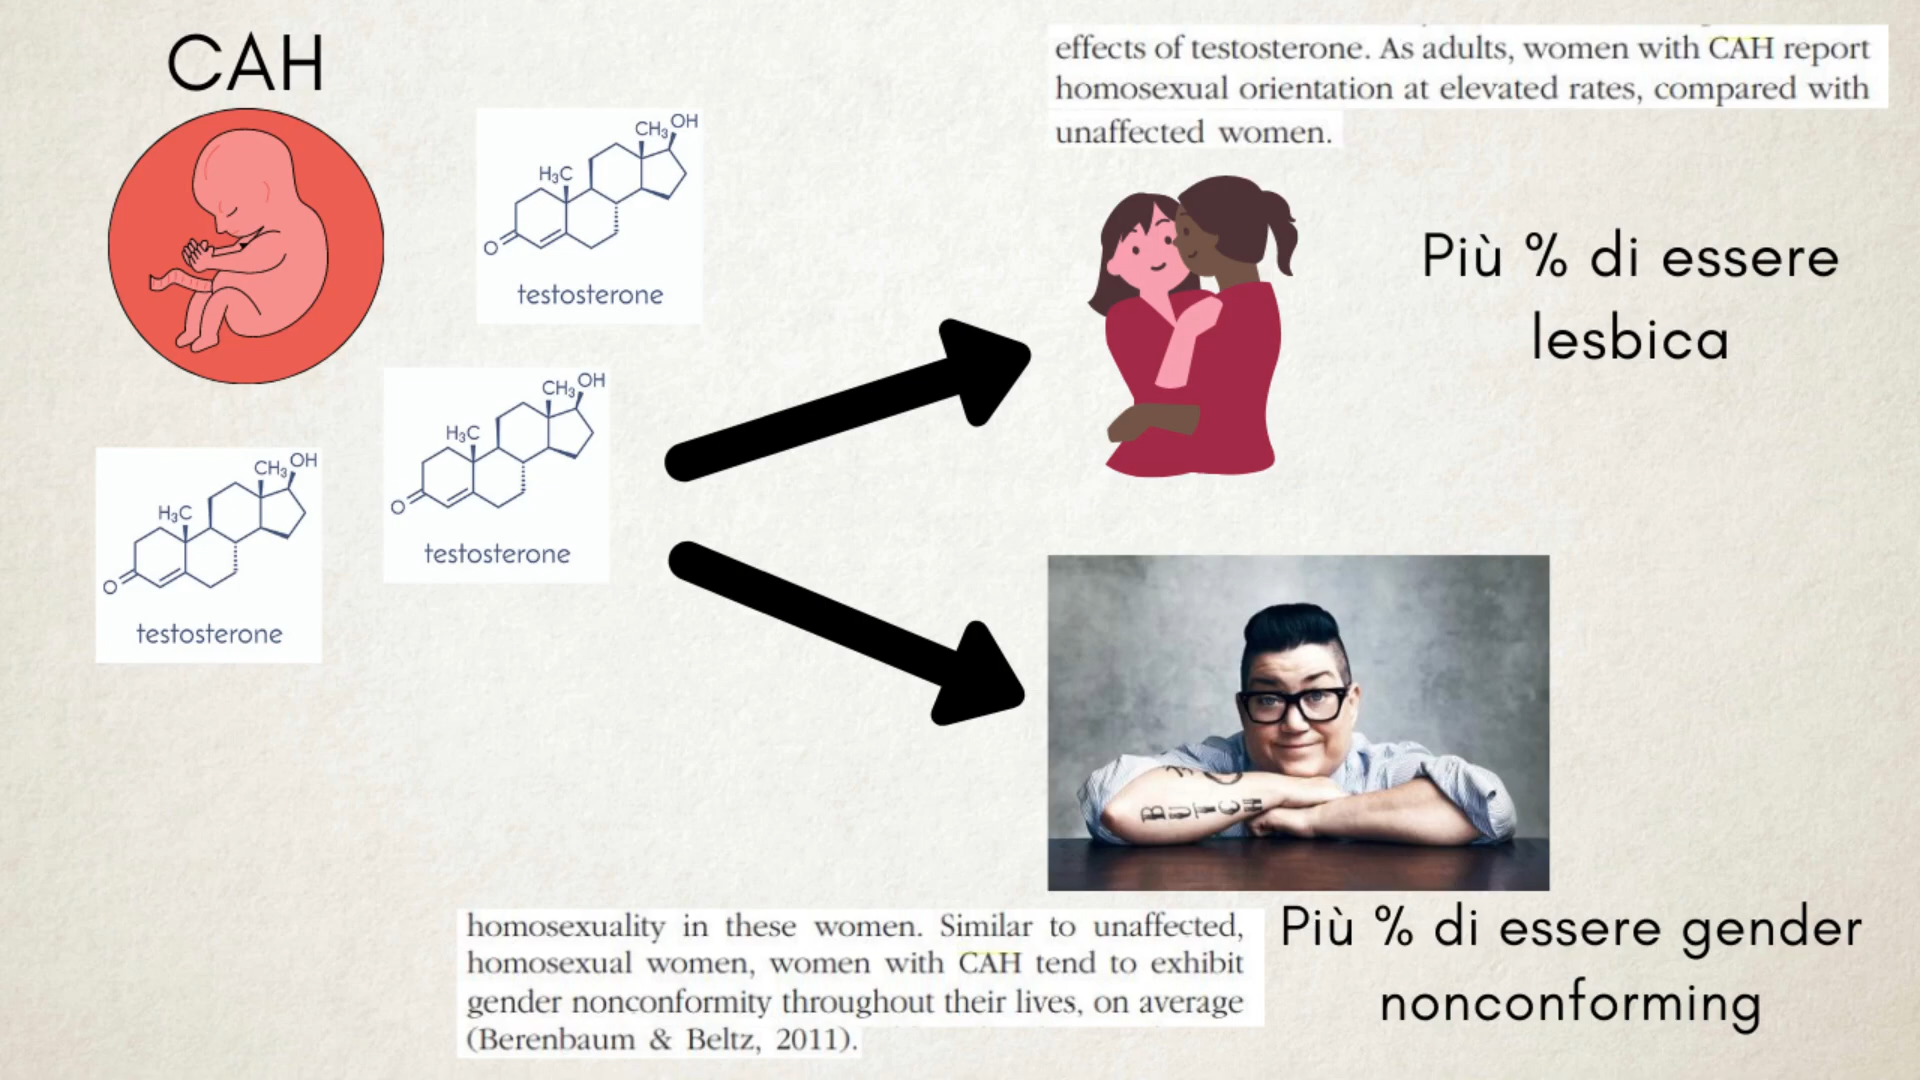 CAH
effects of testosterone. As adults, women with CAH report
homosexual orientation at elevated rates, compared with
unaffected women.
CH₃ OH
H₃C
O
testosterone
Più % di essere
lesbica
CH₃ OH
H₃C
O
testosterone
CH₃ OH
H₃C
O
testosterone
BUTCH
homosexuality in these women. Similar to unaffected,
homosexual women, women with CAH tend to exhibit
gender nonconformity throughout their lives, on average
(Berenbaum & Beltz, 2011).
Più % di essere gender
nonconforming